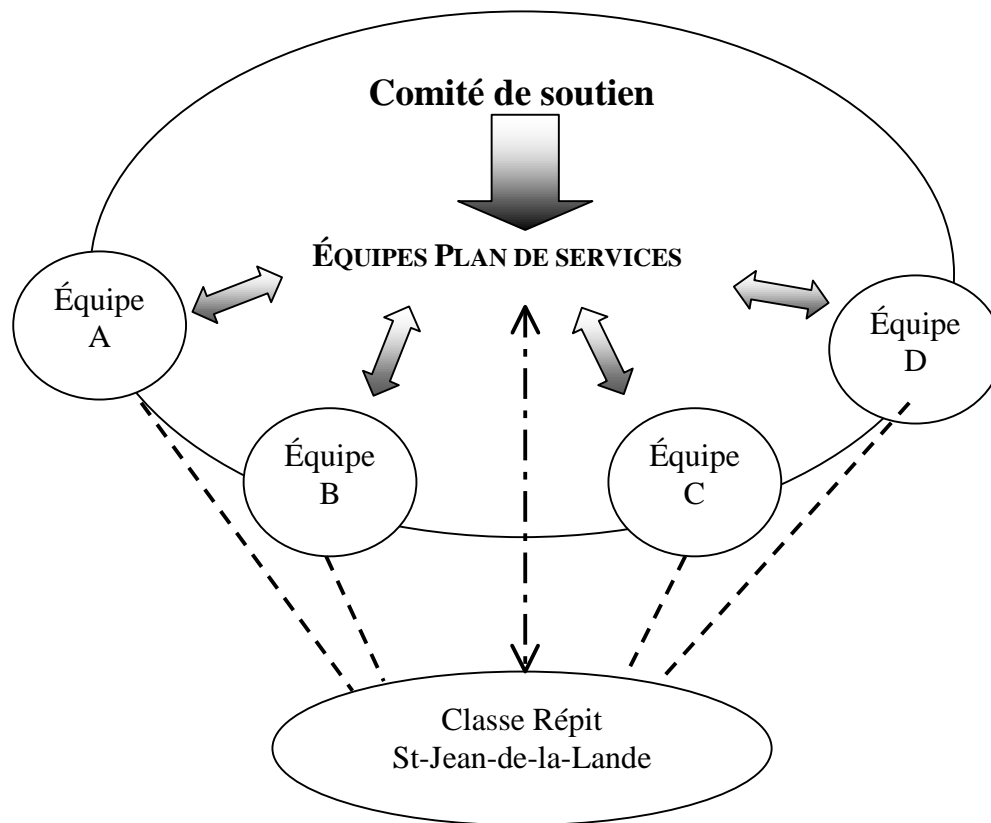 Comité de soutien
ÉQUIPES PLAN DE SERVICES
Équipe
A
Équipe
B
Équipe
C
Équipe
D
Classe Répit
St-Jean-de-la-Lande